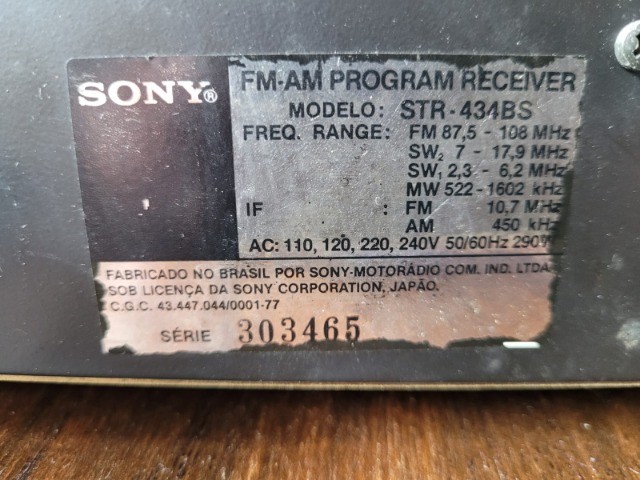 SONY®
FM-AM PROGRAM RECEIVER
MODELO: STR-434BS
FREQ. RANGE: FM 87,5 - 108 MHz
SW₂ 7 - 17,9 MHz
SW₁ 2,3 - 6,2 MHz
MW 522-1602 kHz
IF : FM 10,7 MHz
AM 450 kHz
AC: 110, 120, 220, 240V 50/60Hz 290W
FABRICADO NO BRASIL POR SONY-MOTORÁDIO COM. IND. LTDA
SOB LICENÇA DA SONY CORPORATION, JAPÃO.
C.G.C. 43.447.044/0001-77
SÉRIE 303465